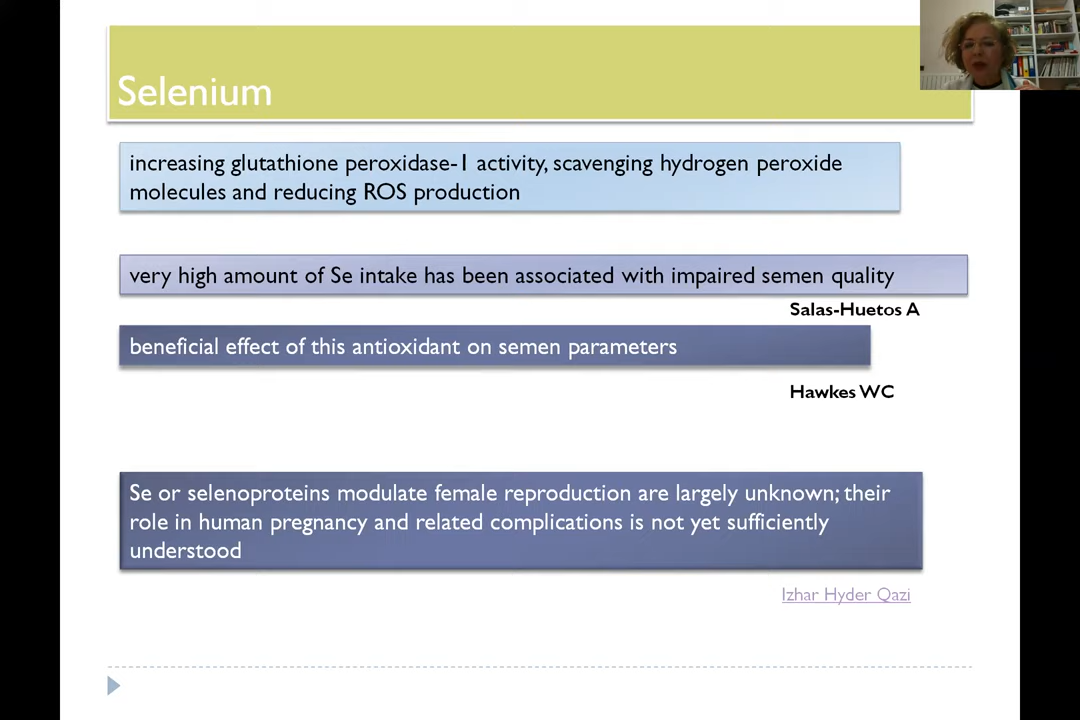 Selenium
increasing glutathione peroxidase-1 activity, scavenging hydrogen peroxide
molecules and reducing ROS production
very high amount of Se intake has been associated with impaired semen quality
Salas-Huetos A
beneficial effect of this antioxidant on semen parameters
Hawkes WC
Se or selenoproteins modulate female reproduction are largely unknown; their
role in human pregnancy and related complications is not yet sufficiently
understood
Izhar Hyder Qazi